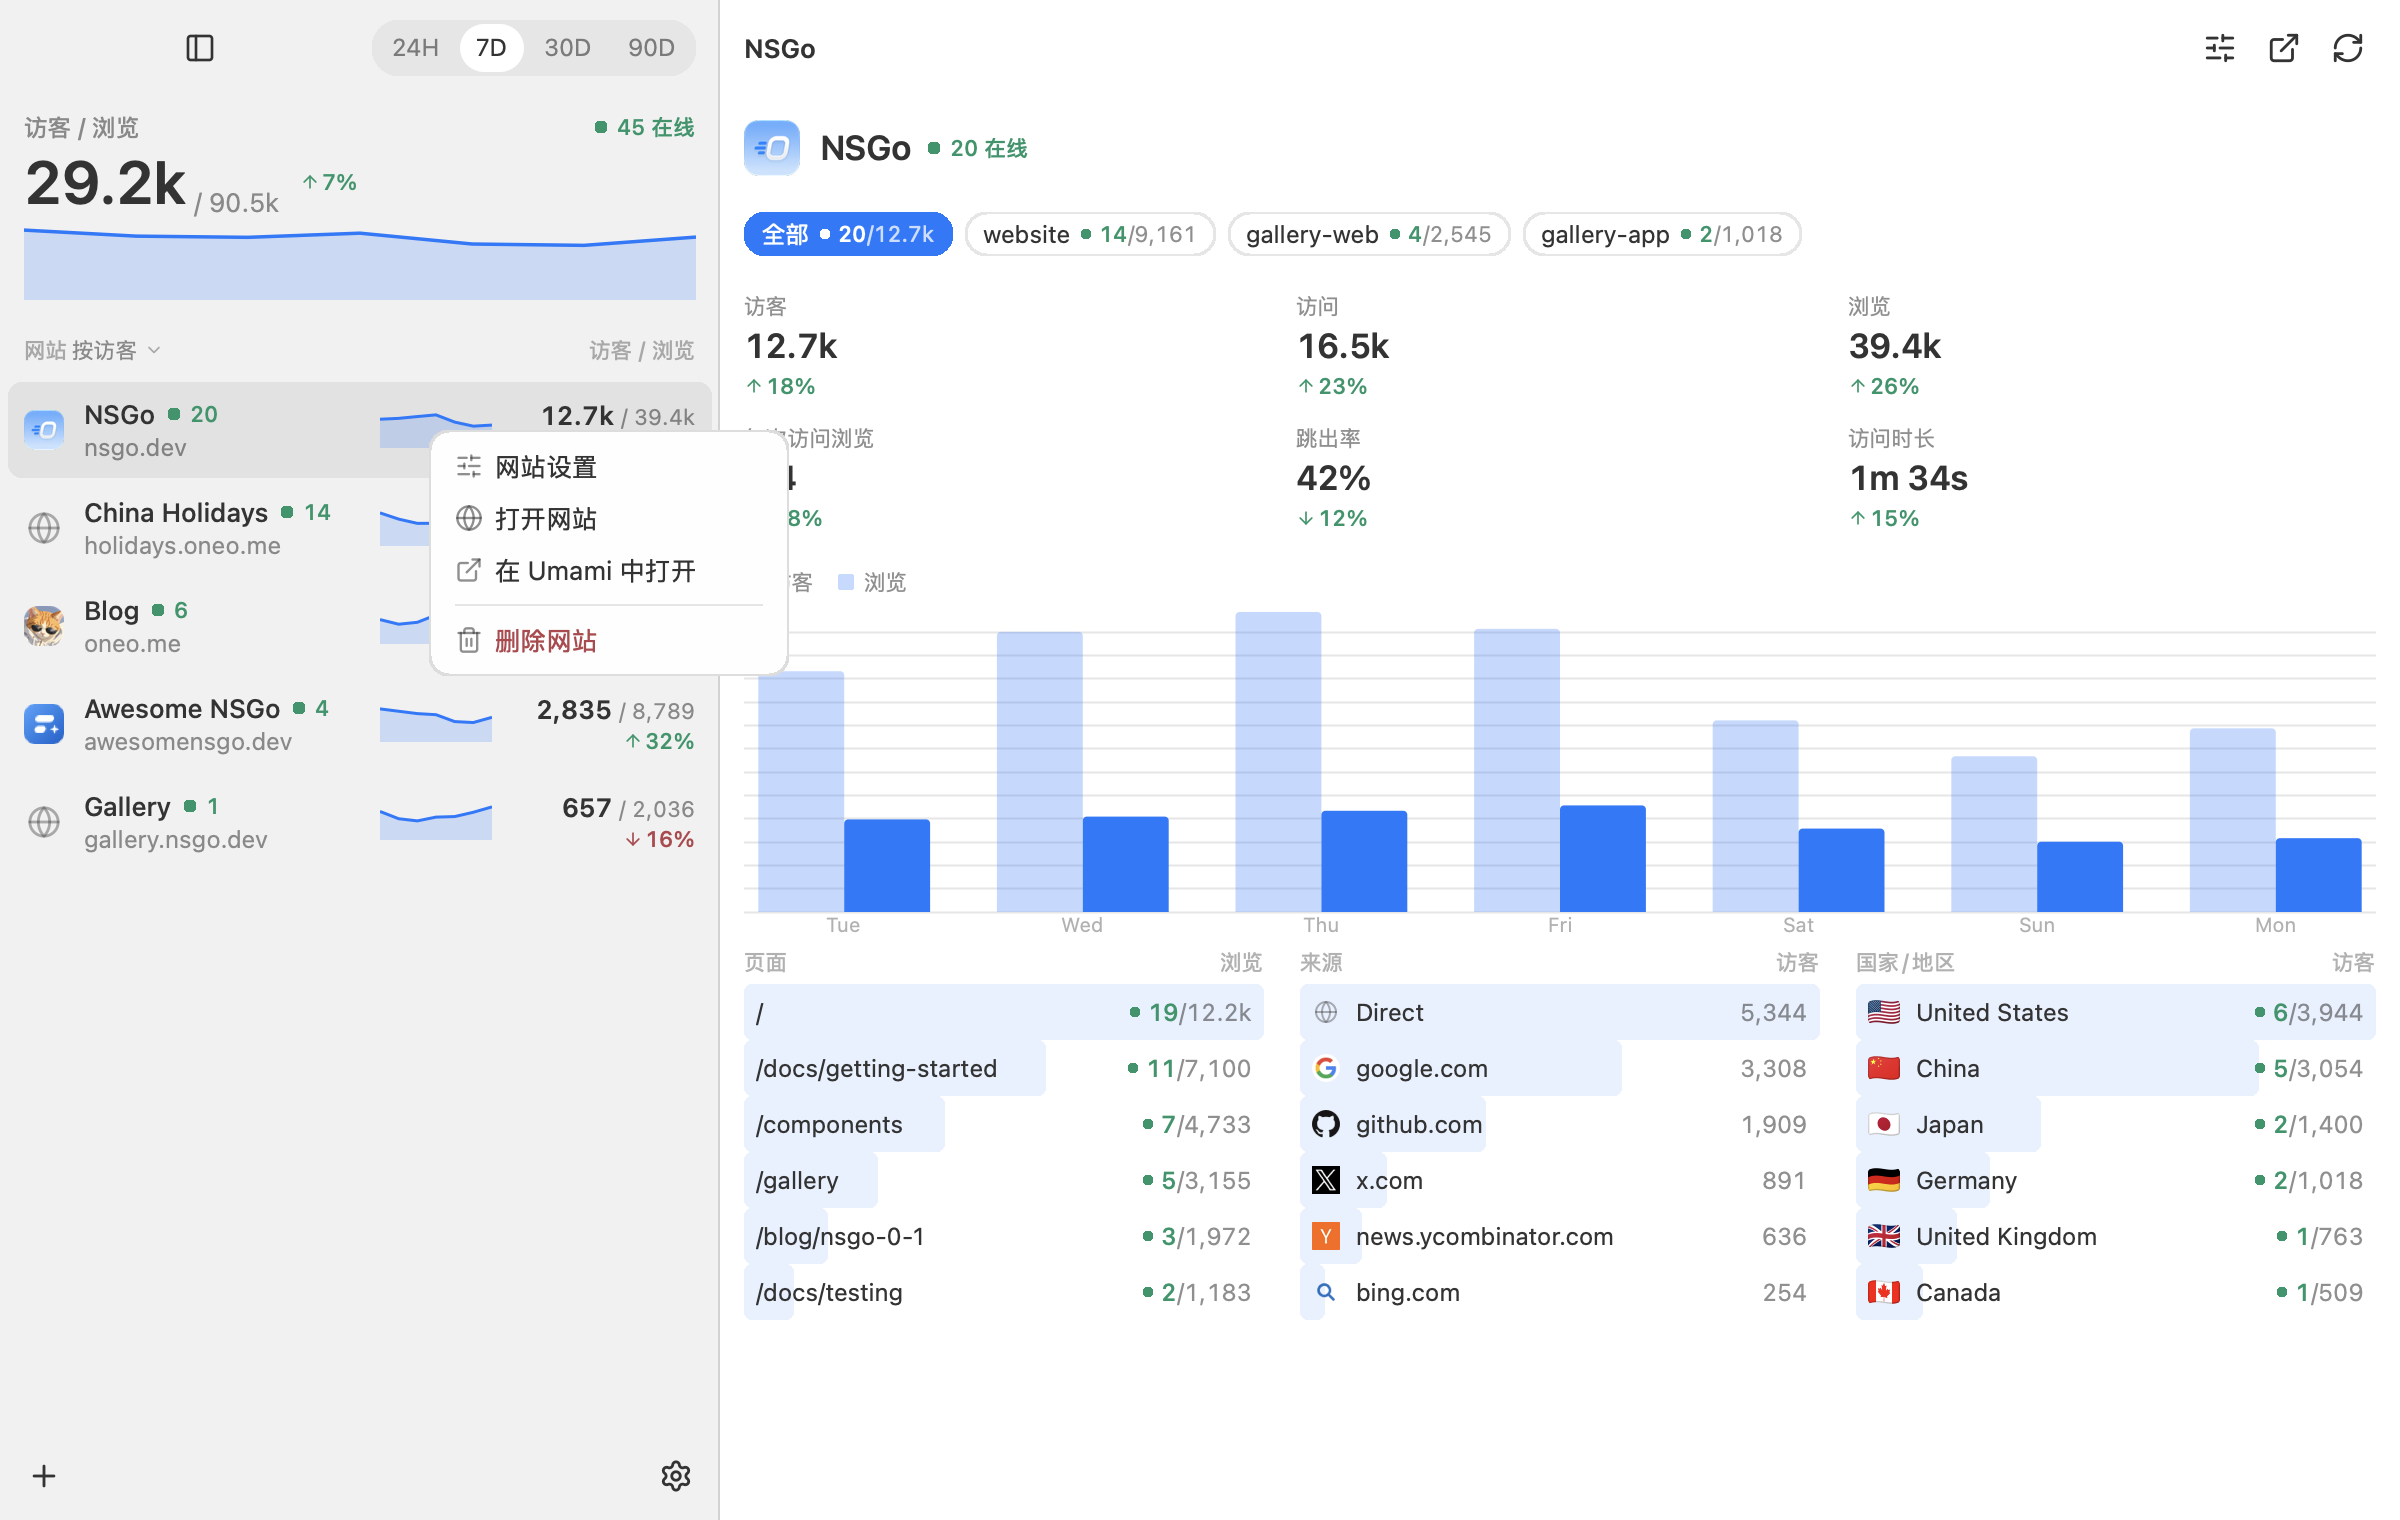 24H 7D 30D 90D
访客 / 浏览
45 在线
29.2k / 90.5k ↑7%
网站 按访客
访客 / 浏览
NSGo 20
12.7k / 39.4k
nsgo.dev
China Holidays 14
holidays.oneo.me
Blog 6
oneo.me
Awesome NSGo 4
2,835 / 8,789
awesomensgo.dev
↑32%
Gallery 1
657 / 2,036
gallery.nsgo.dev
↓16%
网站设置
打开网站
在 Umami 中打开
删除网站
NSGo
NSGo 20 在线
全部 20/12.7k
website 14/9,161
gallery-web 4/2,545
gallery-app 2/1,018
访客
12.7k
↑18%
访问
16.5k
↑23%
浏览
39.4k
↑26%
访问浏览
4
8%
跳出率
42%
↓12%
访问时长
1m 34s
↑15%
客 浏览
Tue Wed Thu Fri Sat Sun Mon
页面 浏览
/ 19/12.2k
/docs/getting-started 11/7,100
/components 7/4,733
/gallery 5/3,155
/blog/nsgo-0-1 3/1,972
/docs/testing 2/1,183
来源 访客
Direct 5,344
google.com 3,308
github.com 1,909
x.com 891
news.ycombinator.com 636
bing.com 254
国家/地区 访客
United States 6/3,944
China 5/3,054
Japan 2/1,400
Germany 2/1,018
United Kingdom 1/763
Canada 1/509